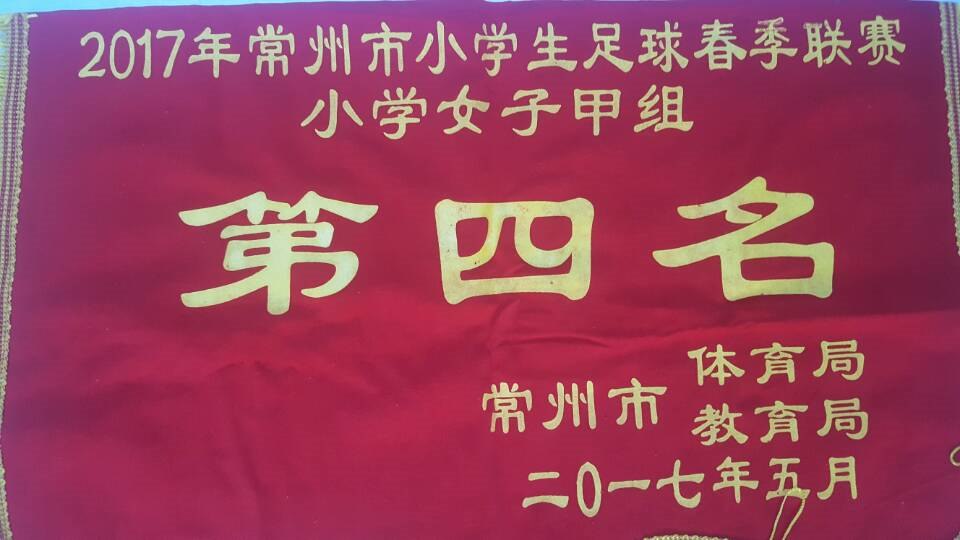 2017年常州市小学生足球春季联赛
小学女子甲组
第四名
常州市 体育局
教育局
二〇一七年五月